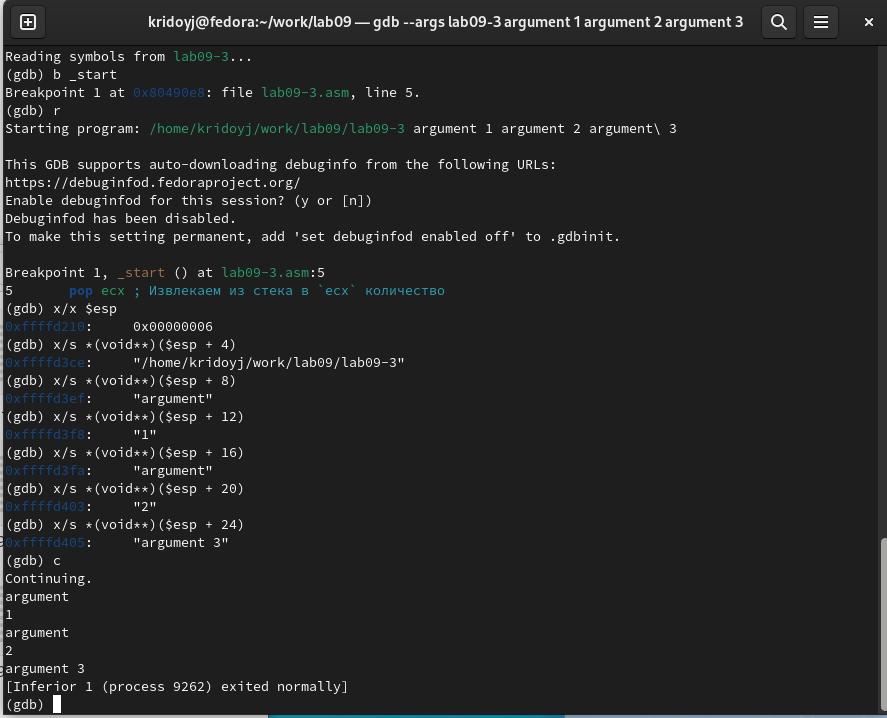 kridoyj@fedora:~/work/lab09 — gdb --args lab09-3 argument 1 argument 2 argument 3
Reading symbols from lab09-3...
(gdb) b _start
Breakpoint 1 at 0x80490e8: file lab09-3.asm, line 5.
(gdb) r
Starting program: /home/kridoyj/work/lab09/lab09-3 argument 1 argument 2 argument\ 3
This GDB supports auto-downloading debuginfo from the following URLs:
https://debuginfod.fedoraproject.org/
Enable debuginfod for this session? (y or [n])
Debuginfod has been disabled.
To make this setting permanent, add 'set debuginfod enabled off' to .gdbinit.
Breakpoint 1, _start () at lab09-3.asm:5
5 pop ecx ; Извлекаем из стека в `ecx` количество
(gdb) x/x $esp
0xffffd210: 0x00000006
(gdb) x/s *(void**)($esp + 4)
0xffffd3ce: "/home/kridoyj/work/lab09/lab09-3"
(gdb) x/s *(void**)($esp + 8)
0xffffd3ef: "argument"
(gdb) x/s *(void**)($esp + 12)
0xffffd3f8: "1"
(gdb) x/s *(void**)($esp + 16)
0xffffd3fa: "argument"
(gdb) x/s *(void**)($esp + 20)
0xffffd403: "2"
(gdb) x/s *(void**)($esp + 24)
0xffffd405: "argument 3"
(gdb) c
Continuing.
argument
1
argument
2
argument 3
[Inferior 1 (process 9262) exited normally]
(gdb)